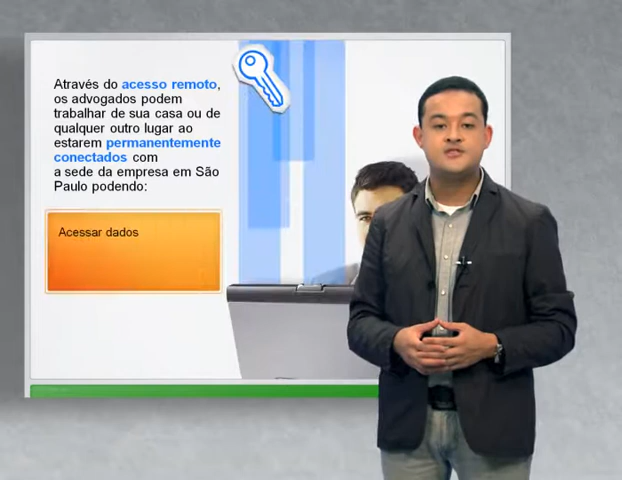 Através do acesso remoto,
os advogados podem
trabalhar de sua casa ou de
qualquer outro lugar ao
estarem permanentemente
conectados com
a sede da empresa em São
Paulo podendo:
Acessar dados